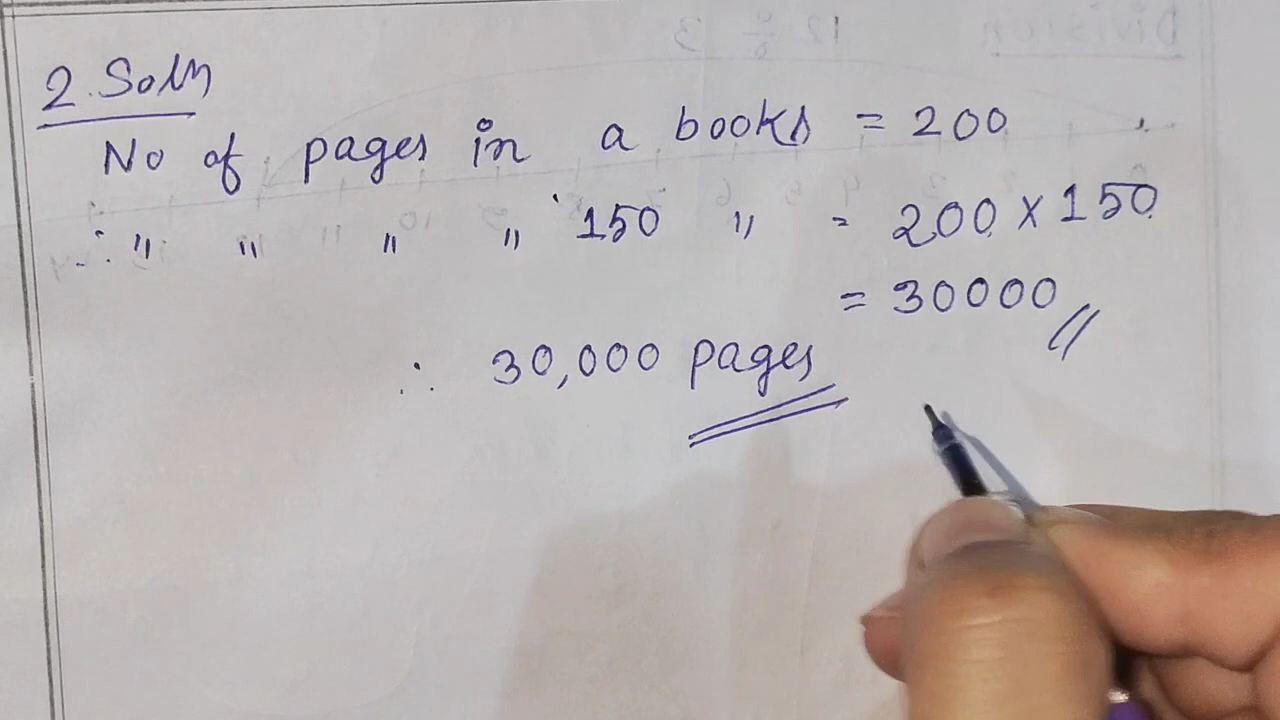 2. Soln
No of pages in a books = 200
∴ " " " " 150 " = 200 × 150
= 30000 //
∴ 30,000 pages